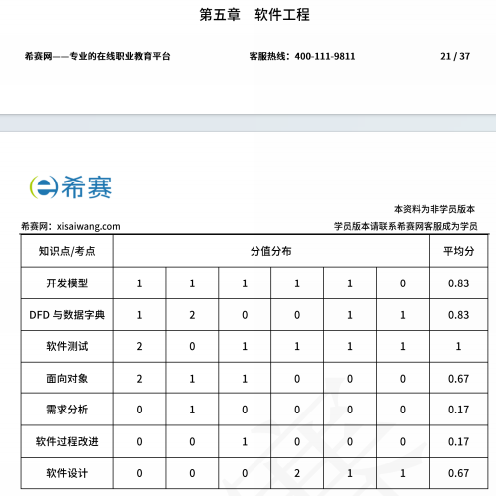 第五章 软件工程
希赛网——专业的在线职业教育平台 客服热线：400-111-9811 21 / 37
希赛
本资料为非学员版本
希赛网：xisaiwang.com 学员版本请联系希赛网客服成为学员
知识点/考点 分值分布 平均分
开发模型 1 1 1 1 1 0 0.83
DFD 与数据字典 1 2 0 0 1 1 0.83
软件测试 2 0 1 1 1 1 1
面向对象 2 1 1 0 0 0 0.67
需求分析 0 1 0 0 0 0 0.17
软件过程改进 0 0 1 0 0 0 0.17
软件设计 0 0 0 2 1 1 0.67